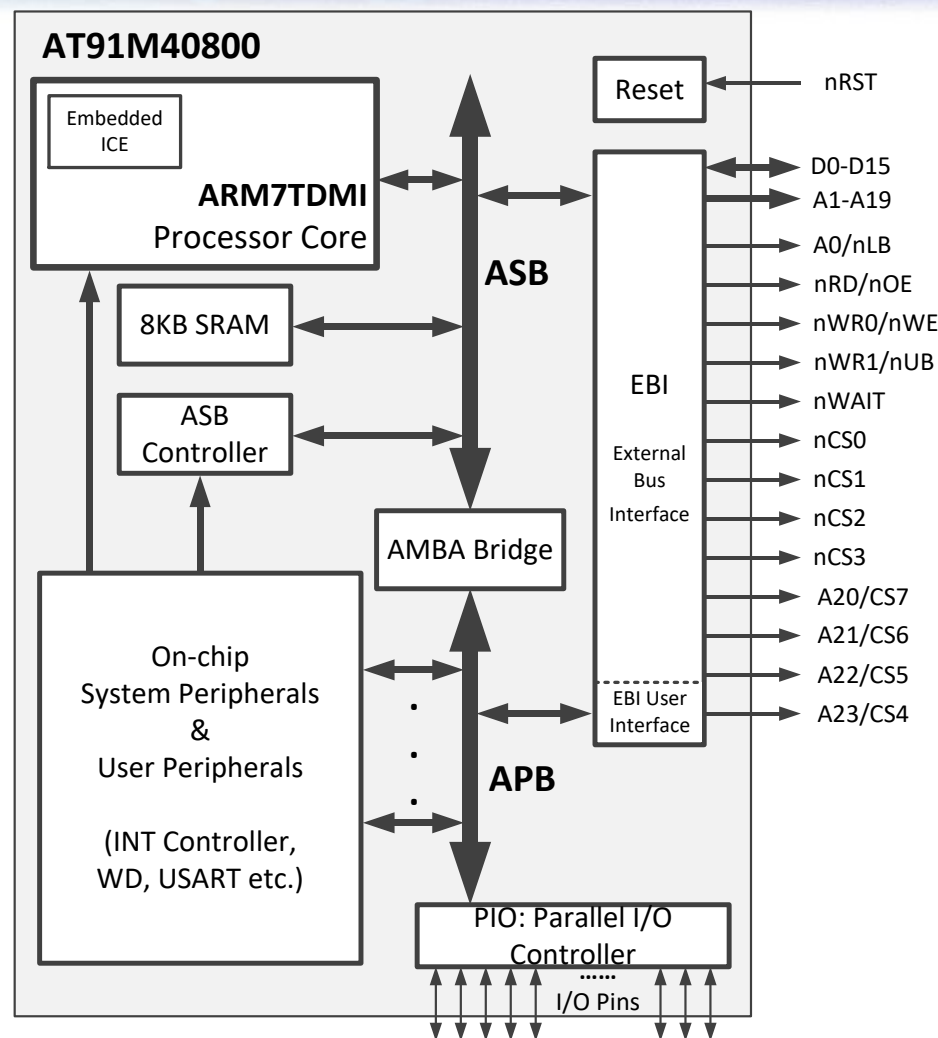 AT91M40800
Embedded
ICE
ARM7TDMI
Processor Core
8KB SRAM
ASB
Controller
ASB
AMBA Bridge
On-chip
System Peripherals
&
User Peripherals
(INT Controller,
WD, USART etc.)
.
.
.
APB
PIO: Parallel I/O
Controller
......
I/O Pins
Reset
EBI
External
Bus
Interface
EBI User
Interface
nRST
D0-D15
A1-A19
A0/nLB
nRD/nOE
nWR0/nWE
nWR1/nUB
nWAIT
nCS0
nCS1
nCS2
nCS3
A20/CS7
A21/CS6
A22/CS5
A23/CS4